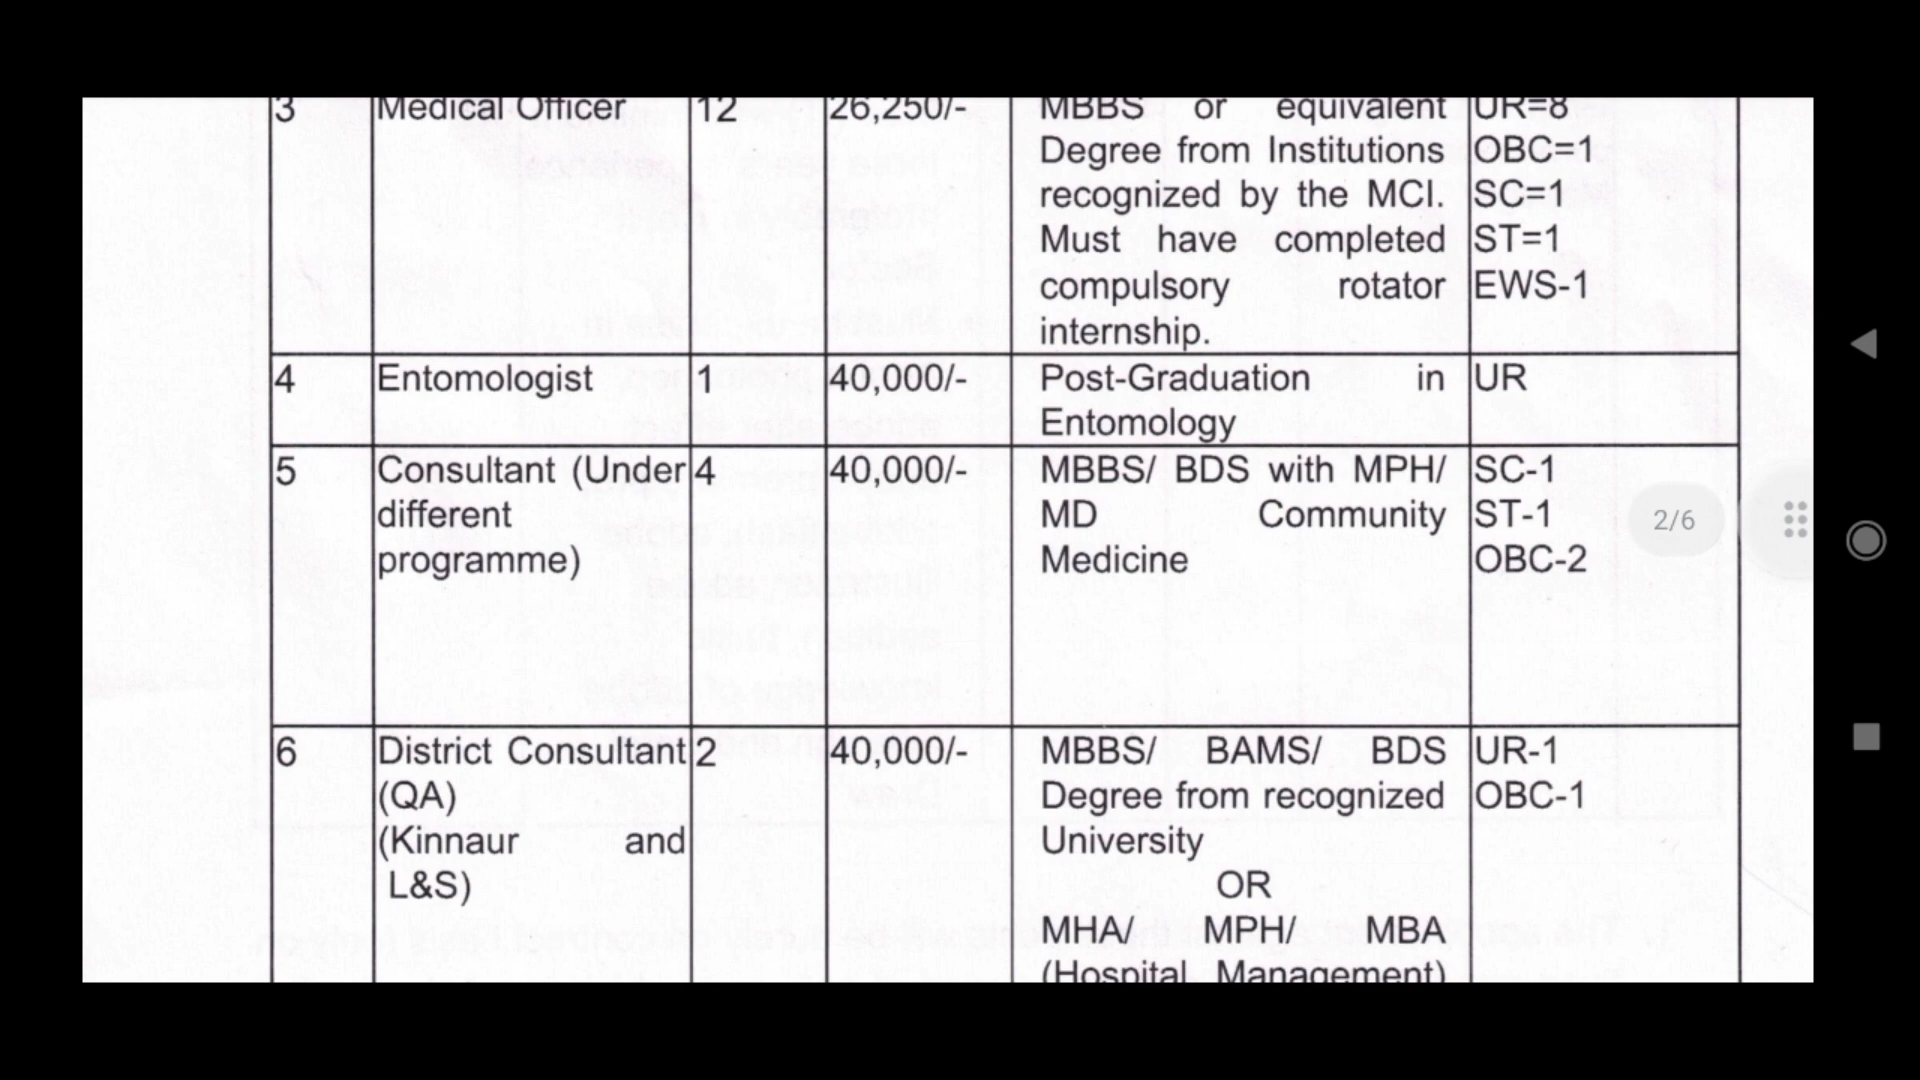 3 Medical Officer 12 26,250/- MBBS or equivalent UR=8
Degree from Institutions OBC=1
recognized by the MCI. SC=1
Must have completed ST=1
compulsory rotator EWS-1
internship.
4 Entomologist 1 40,000/- Post-Graduation in UR
Entomology
5 Consultant (Under 4 40,000/- MBBS/ BDS with MPH/ SC-1
different MD Community ST-1
programme) Medicine OBC-2
2/6
6 District Consultant 2 40,000/- MBBS/ BAMS/ BDS UR-1
(QA) Degree from recognized OBC-1
(Kinnaur and University
L&S) OR
MHA/ MPH/ MBA
(Hospital Management)